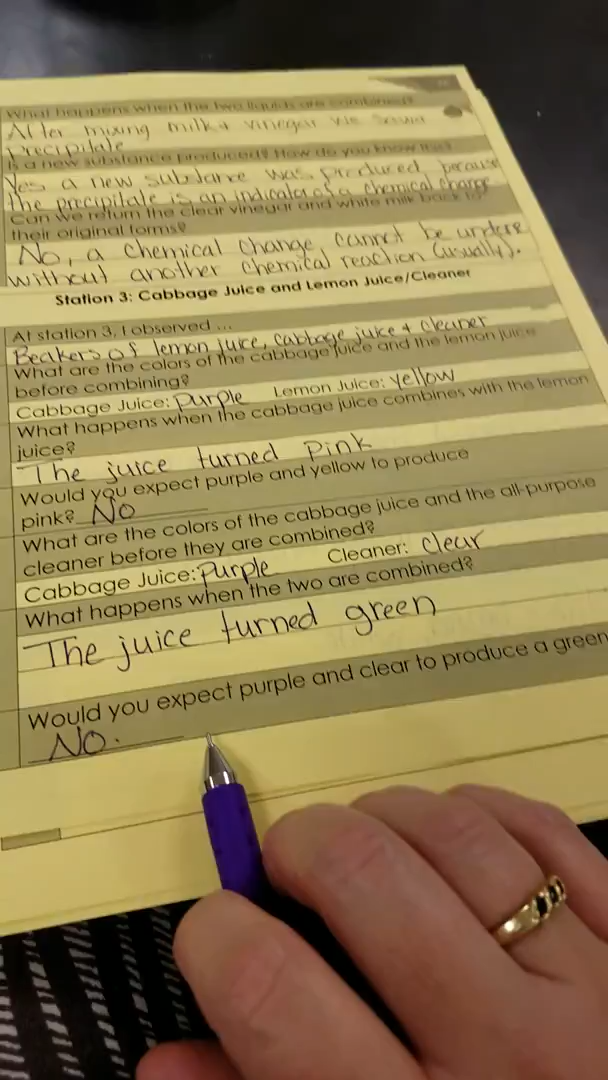 What happens when the two liquids are combined?
After mixing milk + vinegar we
precipitate
Is a new substance produced? How do you know this?
Yes a new substance was produced because
the precipitate is an indicator of a chemical change
Can we return the clear vinegar and white milk back to
their original forms?
No, a chemical change cannot be undone
without another chemical reaction (usually).
Station 3: Cabbage Juice and Lemon Juice/Cleaner
At station 3, I observed ...
Beakers of lemon juice, cabbage juice + cleaner
What are the colors of the cabbage juice and the lemon juice
before combining?
Cabbage Juice: Purple Lemon Juice: yellow
What happens when the cabbage juice combines with the lemon
juice?
The juice turned Pink
Would you expect purple and yellow to produce
pink? No
What are the colors of the cabbage juice and the all-purpose
cleaner before they are combined?
Cabbage Juice: Purple Cleaner: clear
What happens when the two are combined?
The juice turned green
Would you expect purple and clear to produce a green
No.